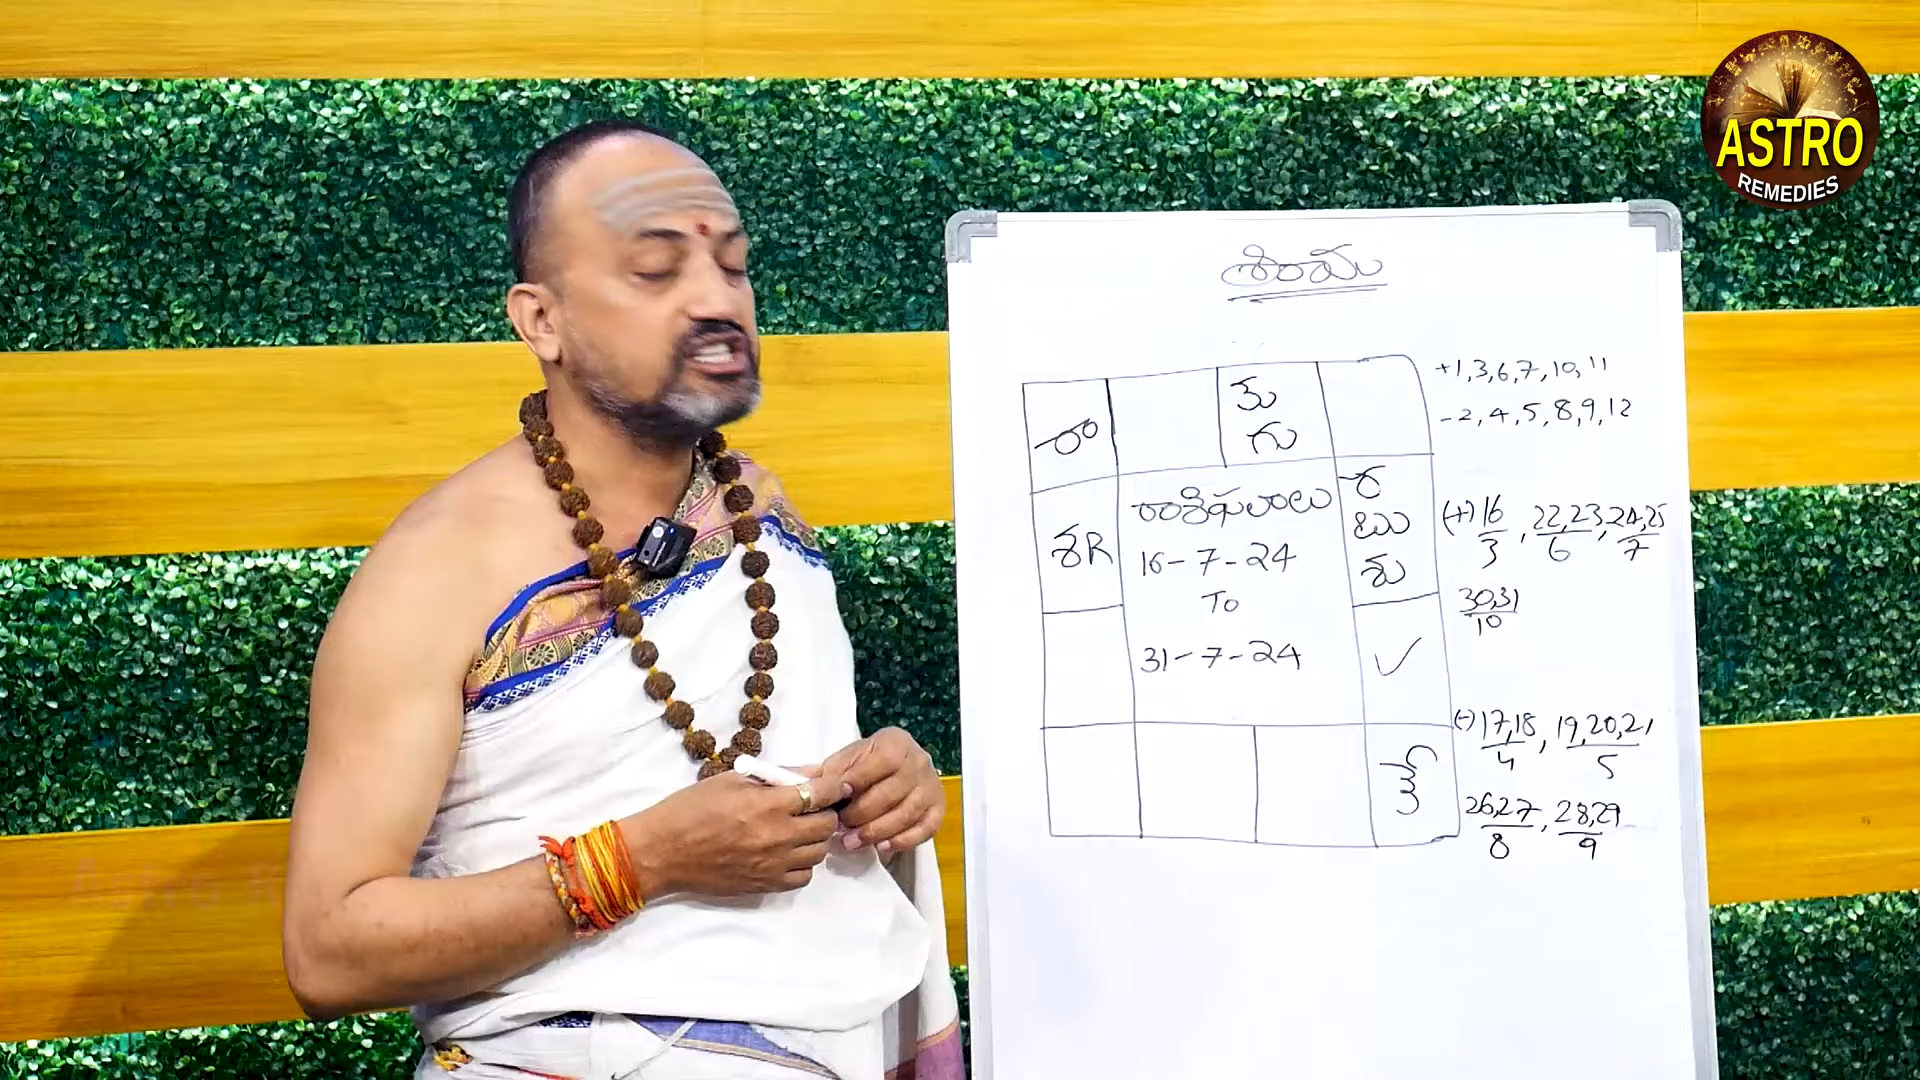 ASTRO
REMEDIES
శ్రీరామ
కు
గు
రా
+1,3,6,7,10,11
-2,4,5,8,9,12
రాశిఫలాలు
16-7-24
To
31-7-24
శR
ర
బు
శు
✓
కే
(+) 16/3, 22,23/6, 24,25/7
30,31/10
(-) 17,18/4, 19,20,21/5
26,27/8, 28,29/9